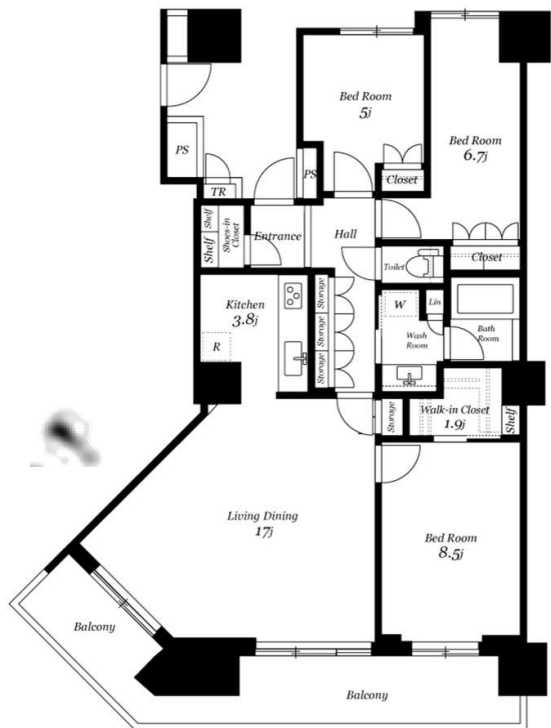 Bed Room
5j
Bed Room
6.7j
PS
PS
TR
Closet
Shelf
Shelf
Shoes-in
Closet
Entrance
Hall
Toilet
Closet
Kitchen
3.8j
R
Storage
Storage
Storage
W
Lin
Wash
Room
Bath
Room
Storage
Walk-in Closet
1.9j
Shelf
Living Dining
17j
Bed Room
8.5j
Balcony
Balcony